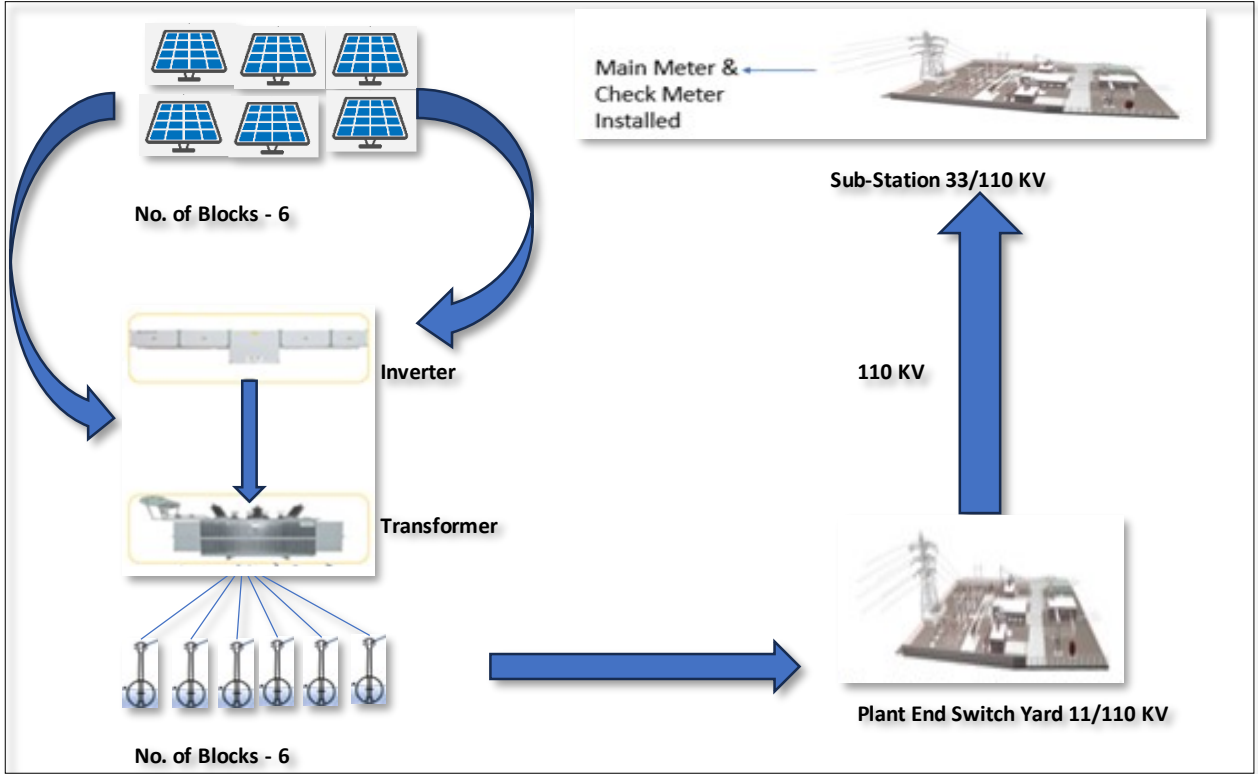 Main Meter &
Check Meter
Installed
Sub-Station 33/110 KV
No. of Blocks - 6
Inverter
110 KV
Transformer
Plant End Switch Yard 11/110 KV
No. of Blocks - 6